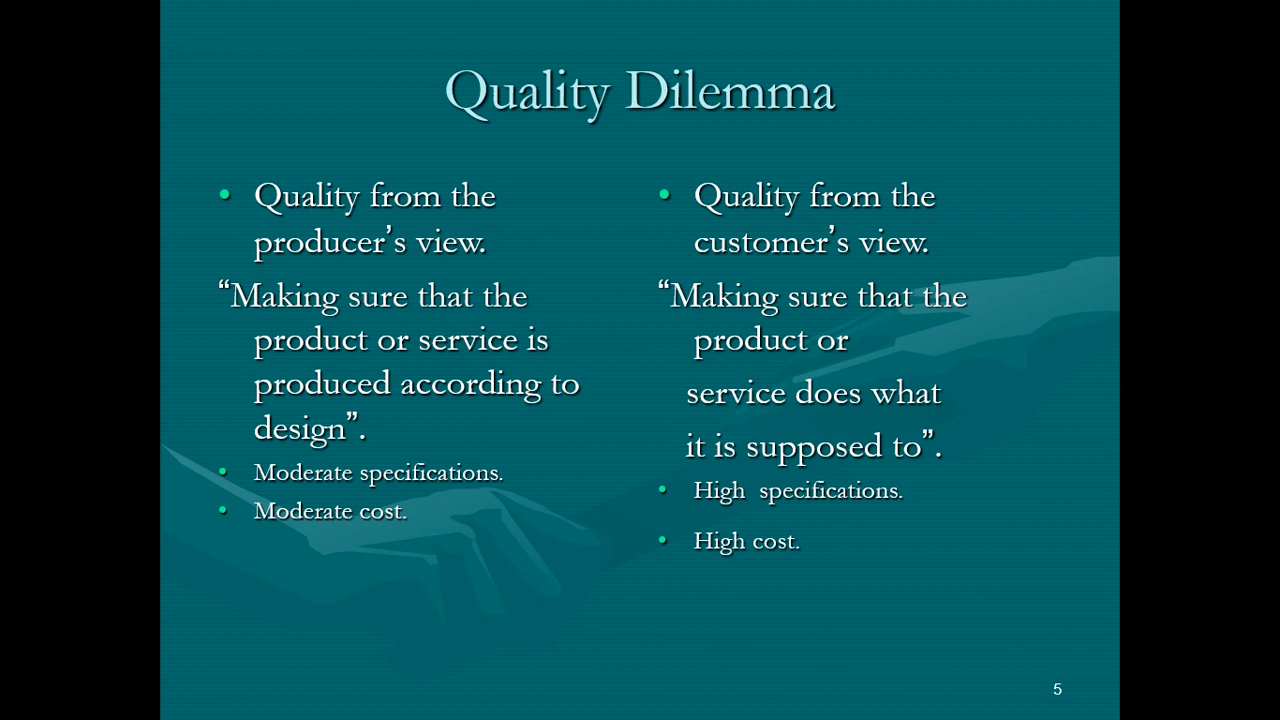 Quality Dilemma
• Quality from the
producer’s view.
“Making sure that the
product or service is
produced according to
design”.
• Moderate specifications.
• Moderate cost.
• Quality from the
customer’s view.
“Making sure that the
product or
service does what
it is supposed to”.
• High  specifications.
• High cost.
5